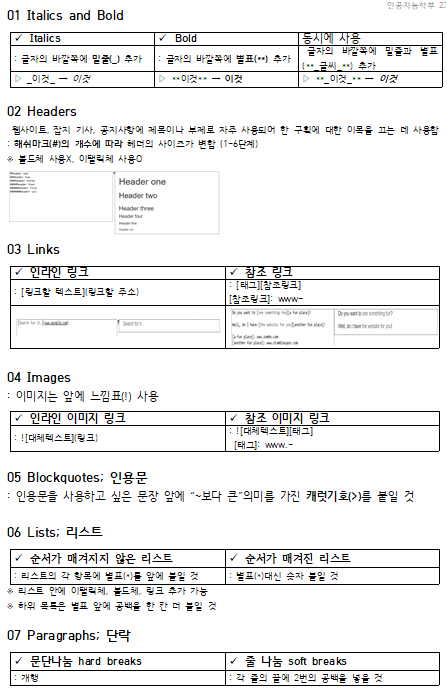 인공지능학부 23
01 Italics and Bold
✓ Italics
✓ Bold
동시에 사용
: 글자의 바깥쪽에 밑줄(_) 추가
: 글자의 바깥쪽에 별표(**) 추가
글자의 바깥쪽에 밑줄과 별표
(**_글씨_**) 추가
▷ _이것_ → 이것
▷ **이것** → 이것
▷ **_이것_** → 이것
02 Headers
웹사이트, 잡지 기사, 공지사항에 제목이나 부제로 자주 사용되어 한 구획에 대한 이목을 끄는 데 사용함
: 해쉬마크(#)의 개수에 따라 헤더의 사이즈가 변함 (1-6단계)
※ 볼드체 사용X, 이탤릭체 사용O
#Header one
##Header two
###Header three
####Header four
#####Header five
######Header six
Header one
Header two
Header three
Header four
Header five
Header six
03 Links
✓ 인라인 링크
✓ 참조 링크
: [링크할 텍스트](링크할 주소)
: [태그][참조링크]
[참조링크]: www-
[Search for it.](www.google.com)
Search for it.
Do you want to [see something fun][a fun place]?
Well, do I have [the website for you][another fun place]!
[a fun place]: www.zombo.com
[another fun place]: www.stumbleupon.com
Do you want to see something fun?
Well, do I have the website for you!
04 Images
: 이미지는 앞에 느낌표(!) 사용
✓ 인라인 이미지 링크
✓ 참조 이미지 링크
: ![대체텍스트](링크)
: ![대체텍스트][태그]
[태그]: www.-
05 Blockquotes; 인용문
: 인용문을 사용하고 싶은 문장 앞에 “~보다 큰”의미를 가진 캐럿기호(>)를 붙일 것
06 Lists; 리스트
✓ 순서가 매겨지지 않은 리스트
✓ 순서가 매겨진 리스트
: 리스트의 각 항목에 별표(*)를 앞에 붙일 것
: 별표(*)대신 숫자 붙일 것
※ 리스트 안에 이탤릭체, 볼드체, 링크 추가 가능
※ 하위 목록은 별표 앞에 공백을 한 칸 더 붙일 것
07 Paragraphs; 단락
✓ 문단나눔 hard breaks
✓ 줄 나눔 soft breaks
: 개행
: 각 줄의 끝에 2번의 공백을 넣을 것